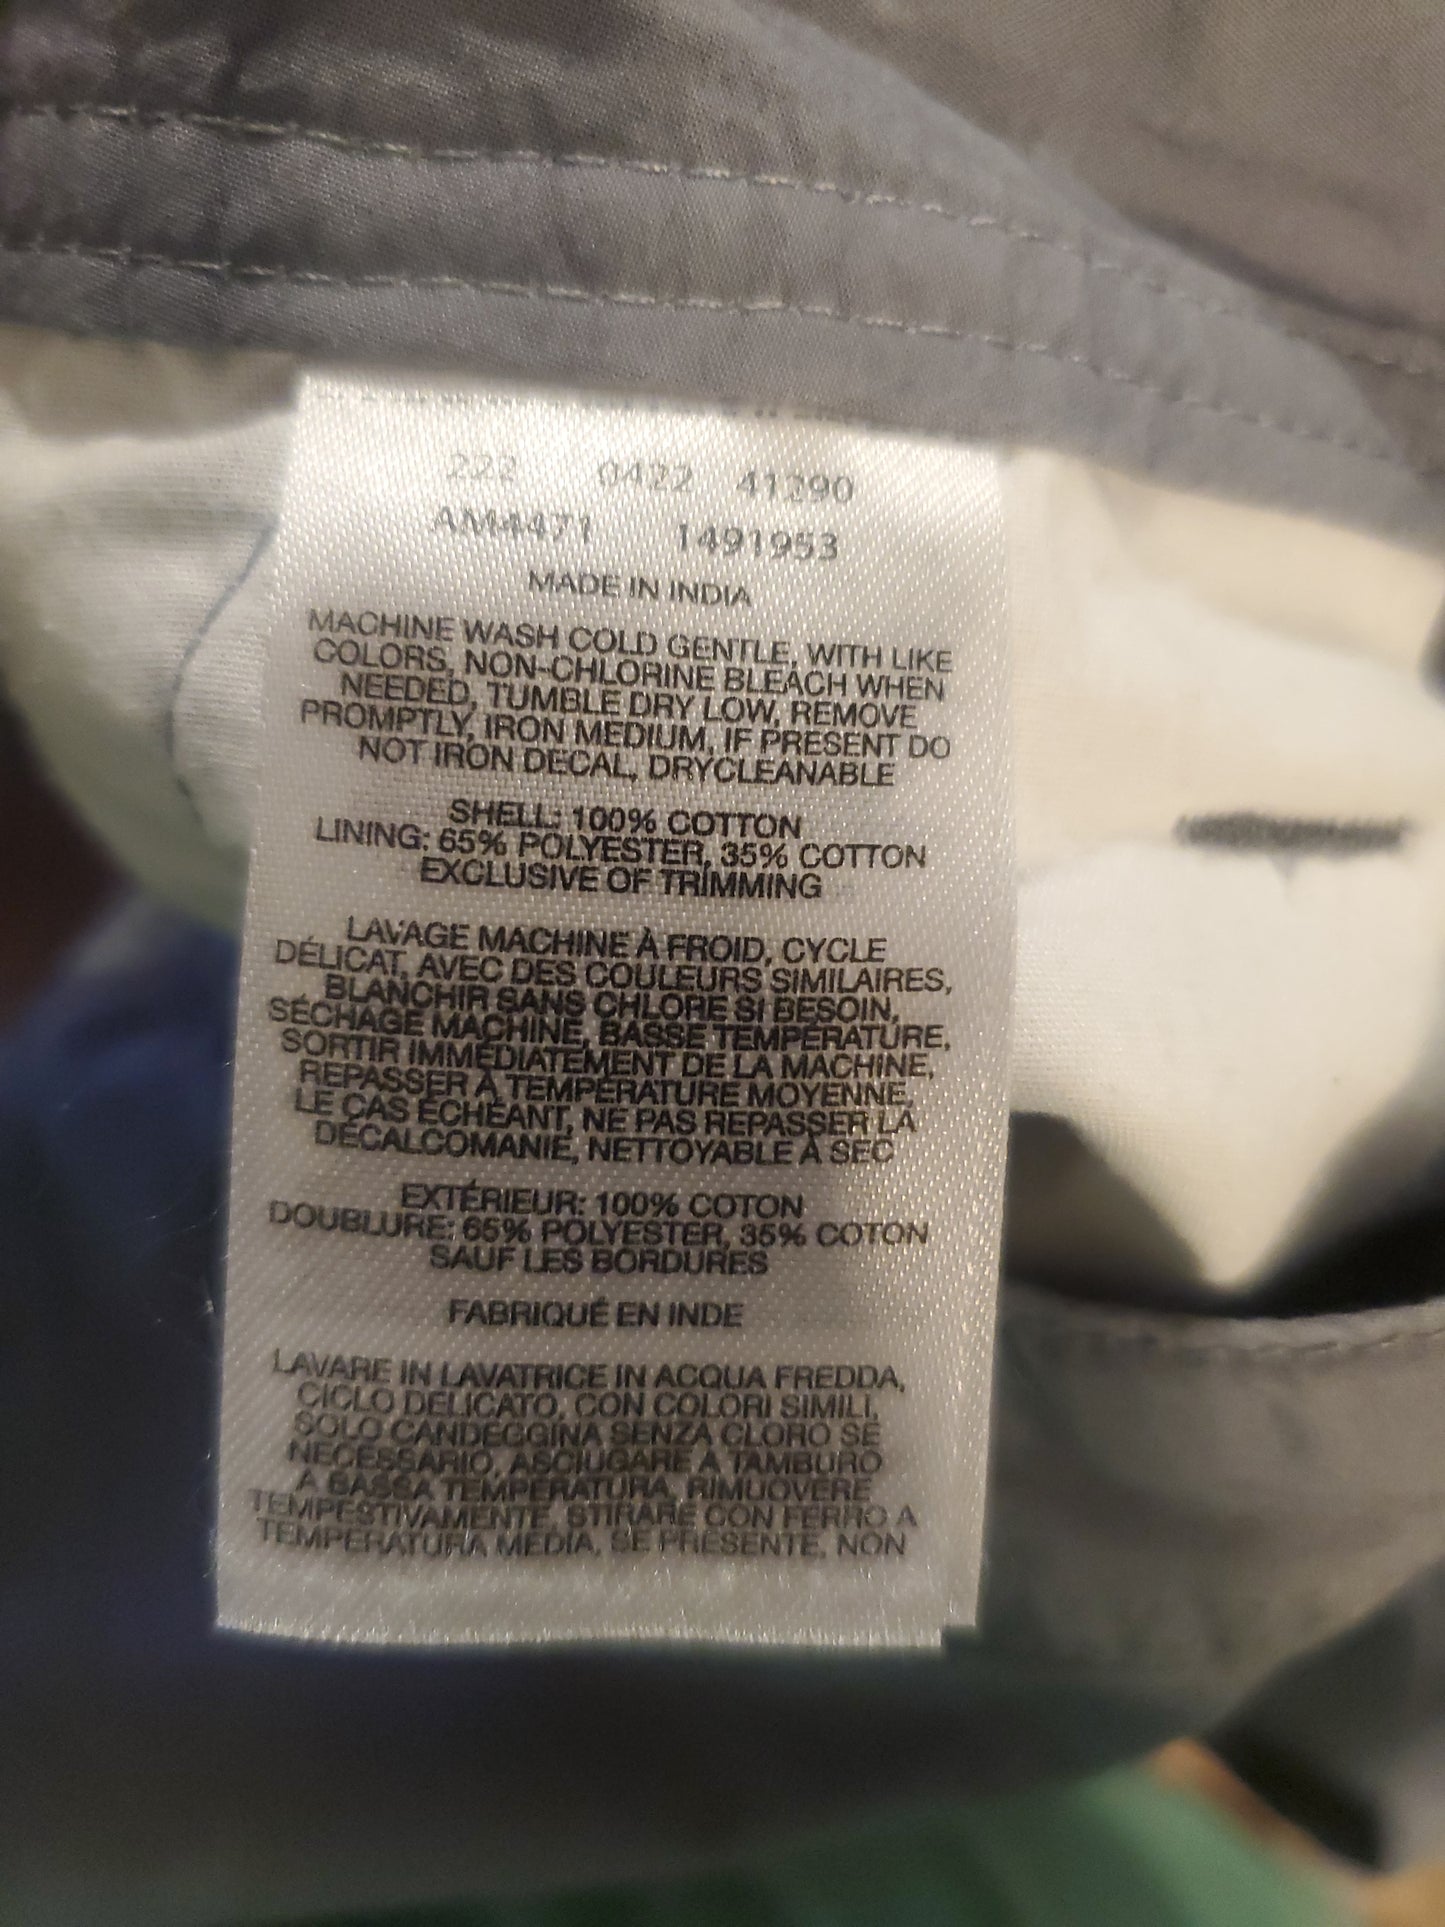 222 0422 41290
AM4471 1491953
MADE IN INDIA
MACHINE WASH COLD GENTLE, WITH LIKE
COLORS, NON-CHLORINE BLEACH WHEN
NEEDED, TUMBLE DRY LOW, REMOVE
PROMPTLY, IRON MEDIUM, IF PRESENT DO
NOT IRON DECAL, DRYCLEANABLE
SHELL: 100% COTTON
LINING: 65% POLYESTER, 35% COTTON
EXCLUSIVE OF TRIMMING
LAVAGE MACHINE À FROID, CYCLE
DÉLICAT, AVEC DES COULEURS SIMILAIRES,
BLANCHIR SANS CHLORE SI BESOIN,
SÉCHAGE MACHINE, BASSE TEMPÉRATURE,
SORTIR IMMÉDIATEMENT DE LA MACHINE,
REPASSER À TEMPÉRATURE MOYENNE,
LE CAS ÉCHÉANT, NE PAS REPASSER LA
DÉCALCOMANIE, NETTOYABLE À SEC
EXTÉRIEUR: 100% COTON
DOUBLURE: 65% POLYESTER, 35% COTON
SAUF LES BORDURES
FABRIQUÉ EN INDE
LAVARE IN LAVATRICE IN ACQUA FREDDA,
CICLO DELICATO, CON COLORI SIMILI,
SOLO CANDEGGINA SENZA CLORO SE
NECESSARIO, ASCIUGARE A TAMBURO
A BASSA TEMPERATURA, RIMUOVERE
TEMPESTIVAMENTE, STIRARE CON FERRO A
TEMPERATURA MEDIA, SE PRESENTE, NON